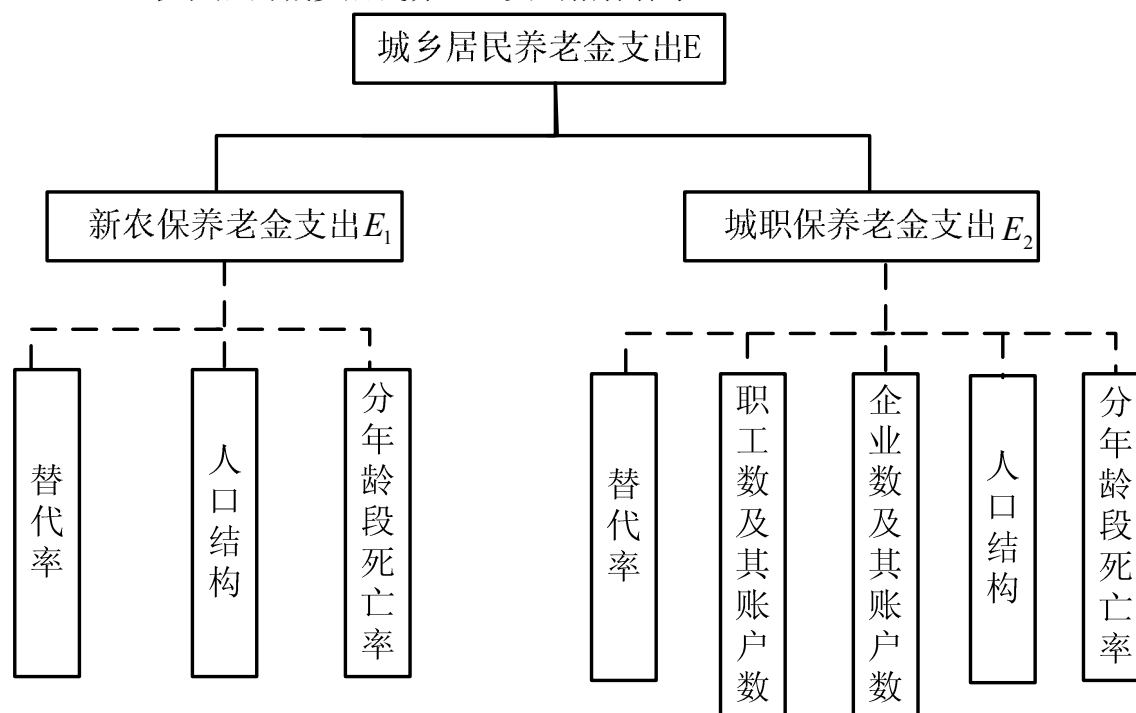 城乡居民养老金支出E
新农保养老金支出E₁
城职保养老金支出E₂
替代率
人口结构
分年龄段死亡率
替代率
职工数及其账户数
企业数及其账户数
人口结构
分年龄段死亡率